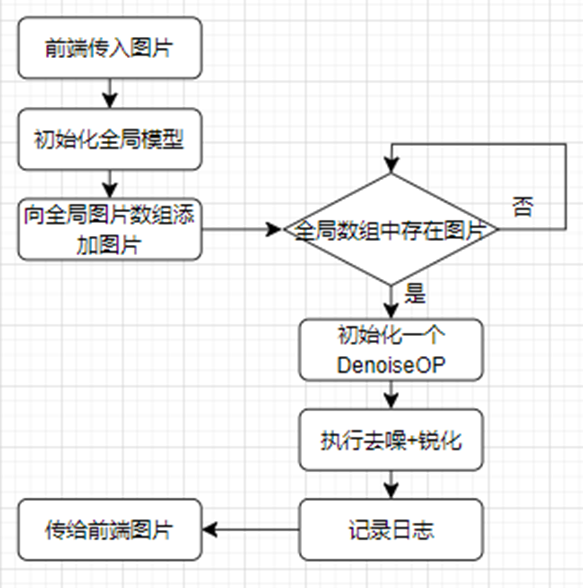 前端传入图片
初始化全局模型
向全局图片数组添
加图片
全局数组中存在图片
否
是
初始化一个
DenoiseOP
执行去噪+锐化
记录日志
传给前端图片